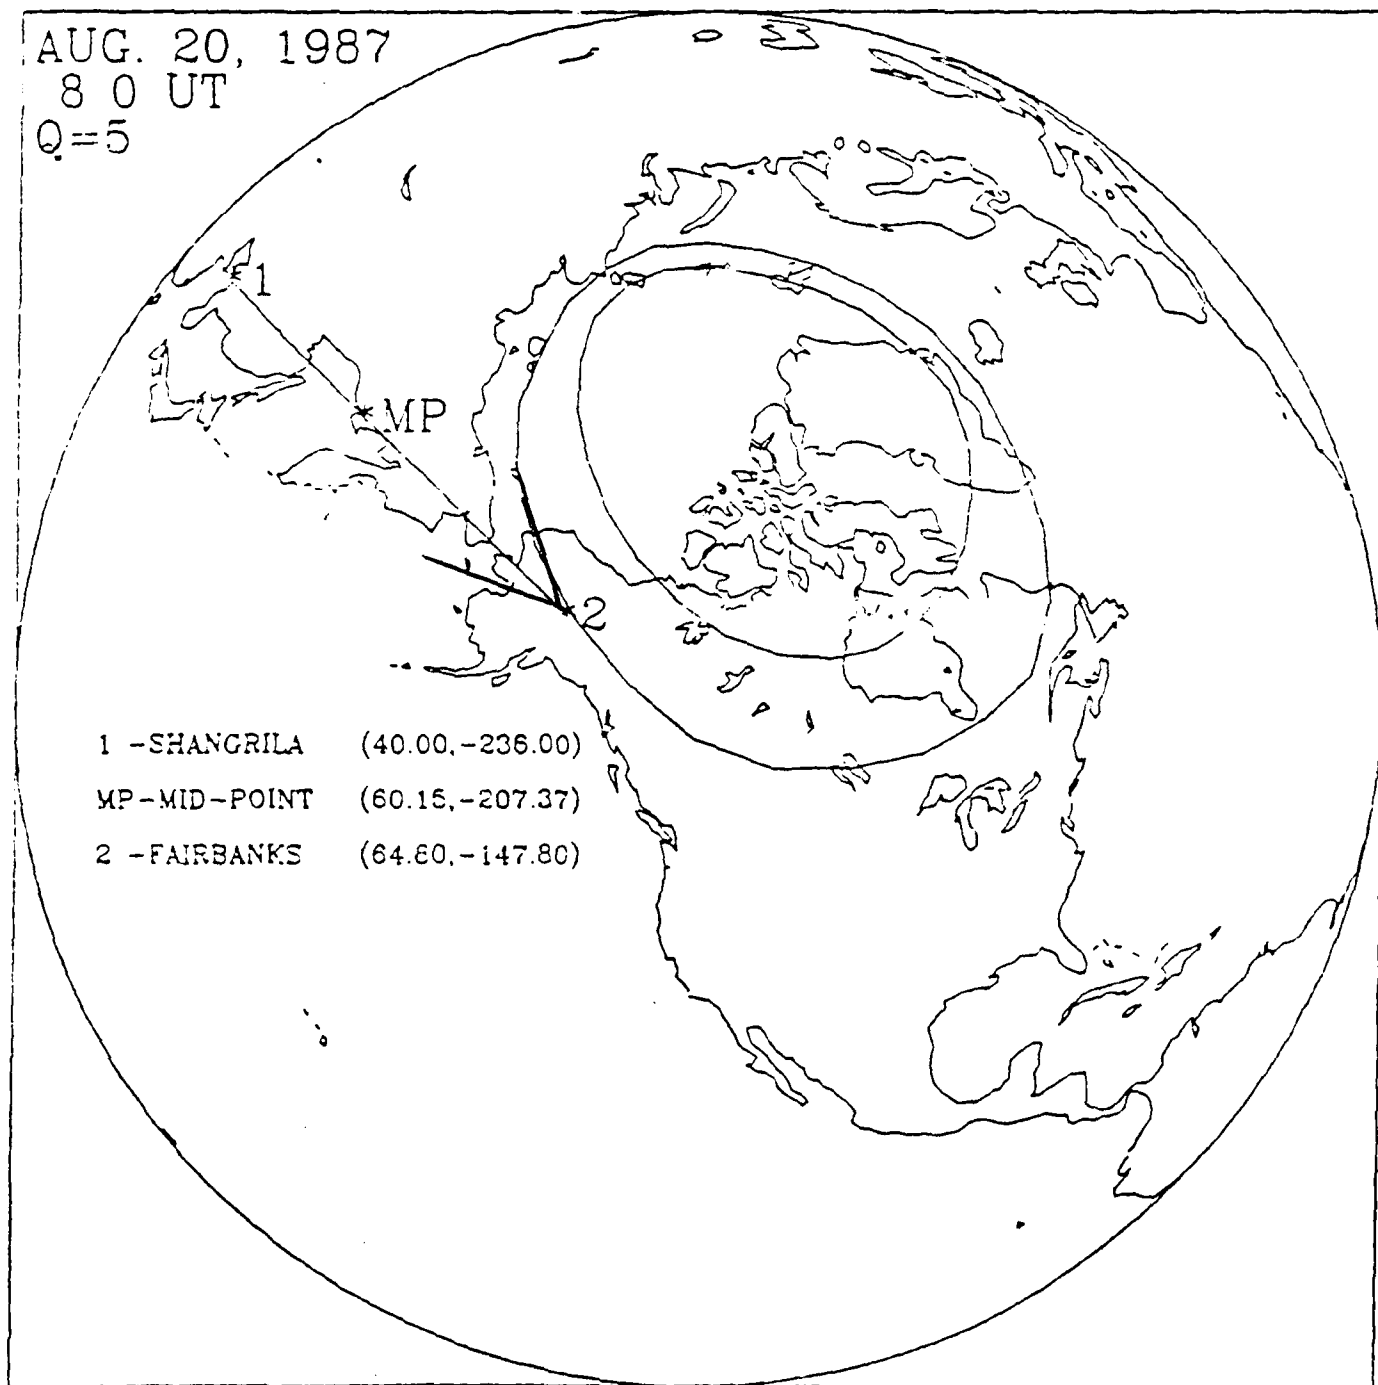 AUG. 20, 1987
8 0 UT
Q=5
*1
*MP
2
1 -SHANGRILA (40.00,-236.00)
MP-MID-POINT (60.15,-207.37)
2 -FAIRBANKS (64.80,-147.80)